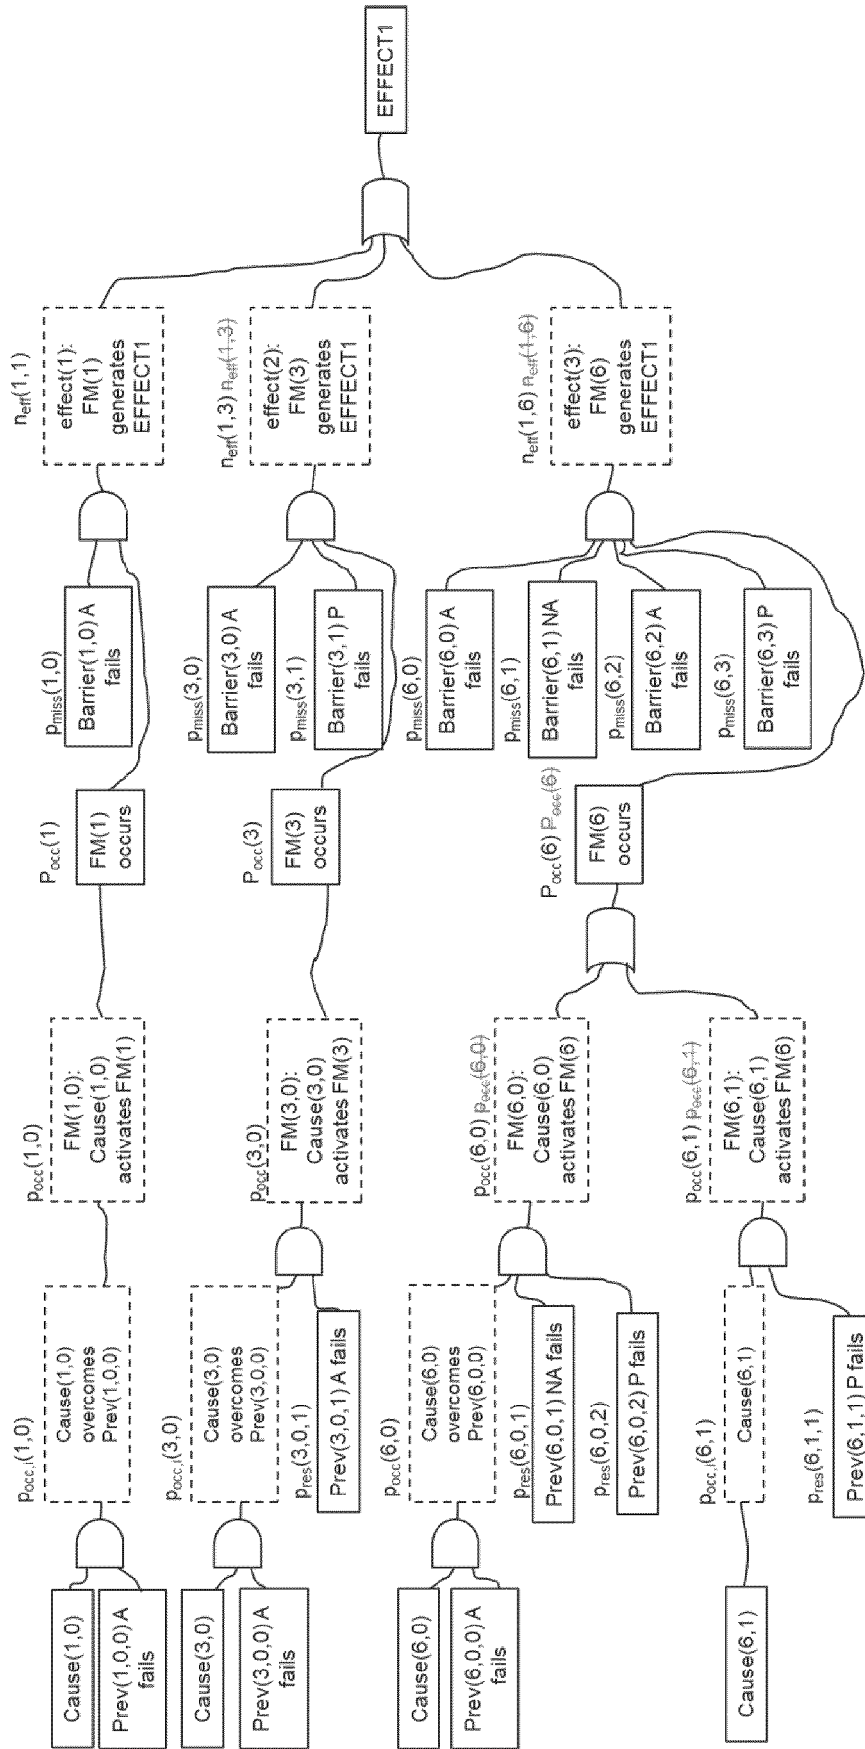 Cause(1,0)
Prev(1,0,0) A
fails
p_occ,i(1,0)
Cause(1,0)
overcomes
Prev(1,0,0)
p_occ(1,0)
FM(1,0):
Cause(1,0)
activates FM(1)
P_occ(1)
FM(1)
occurs
p_miss(1,0)
Barrier(1,0) A
fails
n_eff(1,1)
effect(1):
FM(1)
generates
EFFECT1
Cause(3,0)
Prev(3,0,0) A
fails
p_occ,i(3,0)
Cause(3,0)
overcomes
Prev(3,0,0)
p_res(3,0,1)
Prev(3,0,1) A fails
p_occ(3,0)
FM(3,0):
Cause(3,0)
activates FM(3)
P_occ(3)
FM(3)
occurs
p_miss(3,0)
Barrier(3,0) A
fails
p_miss(3,1)
Barrier(3,1) P
fails
n_eff(1,3) n_eff(1,3)
effect(2):
FM(3)
generates
EFFECT1
EFFECT1
Cause(6,0)
Prev(6,0,0) A
fails
p_occ(6,0)
Cause(6,0)
overcomes
Prev(6,0,0)
p_res(6,0,1)
Prev(6,0,1) NA fails
p_res(6,0,2)
Prev(6,0,2) P fails
p_occ(6,0) p_occ(6,0)
FM(6,0):
Cause(6,0)
activates FM(6)
Cause(6,1)
p_occ,i(6,1)
Cause(6,1)
p_res(6,1,1)
Prev(6,1,1) P fails
p_occ(6,1) p_occ(6,1)
FM(6,1):
Cause(6,1)
activates FM(6)
P_occ(6) P_occ(6)
FM(6)
occurs
p_miss(6,0)
Barrier(6,0) A
fails
p_miss(6,1)
Barrier(6,1) NA
fails
p_miss(6,2)
Barrier(6,2) A
fails
p_miss(6,3)
Barrier(6,3) P
fails
n_eff(1,6) n_eff(1,6)
effect(3):
FM(6)
generates
EFFECT1